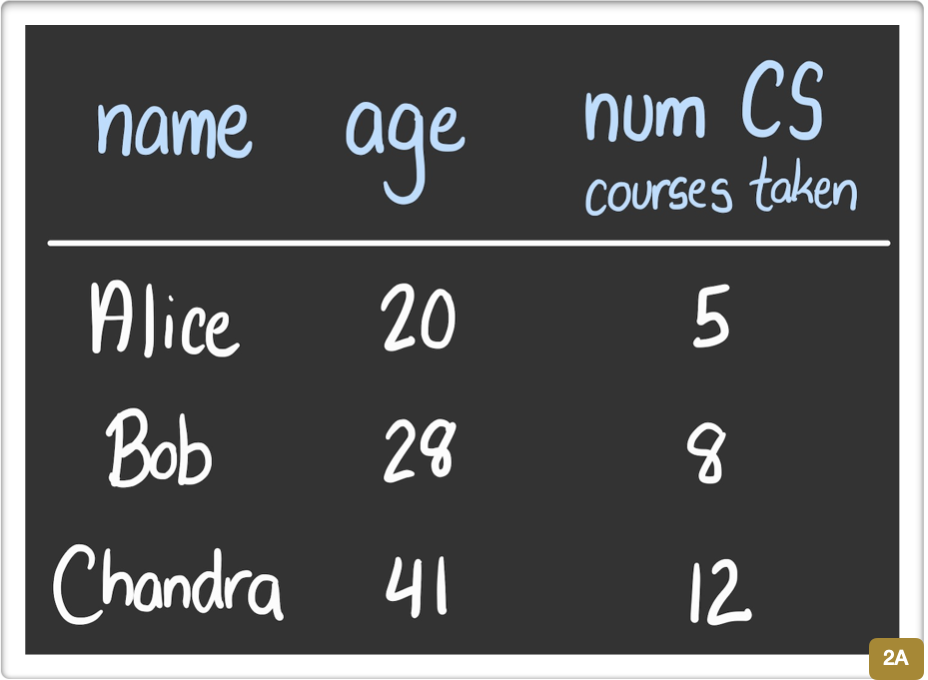 name age num CS
courses taken
Alice 20 5
Bob 28 8
Chandra 41 12
2A